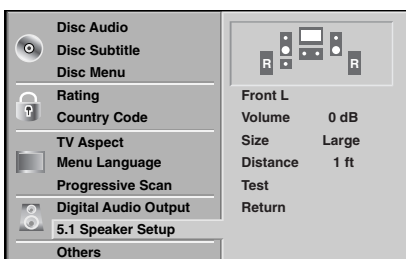 Disc Audio
Disc Subtitle
Disc Menu
Rating
Country Code
TV Aspect
Menu Language
Progressive Scan
Digital Audio Output
5.1 Speaker Setup
Others
R R
Front L
Volume 0 dB
Size Large
Distance 1 ft
Test
Return